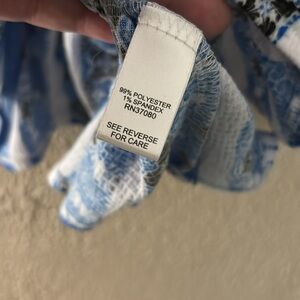 99% POLYESTER
1% SPANDEX
RN37080
SEE REVERSE
FOR CARE